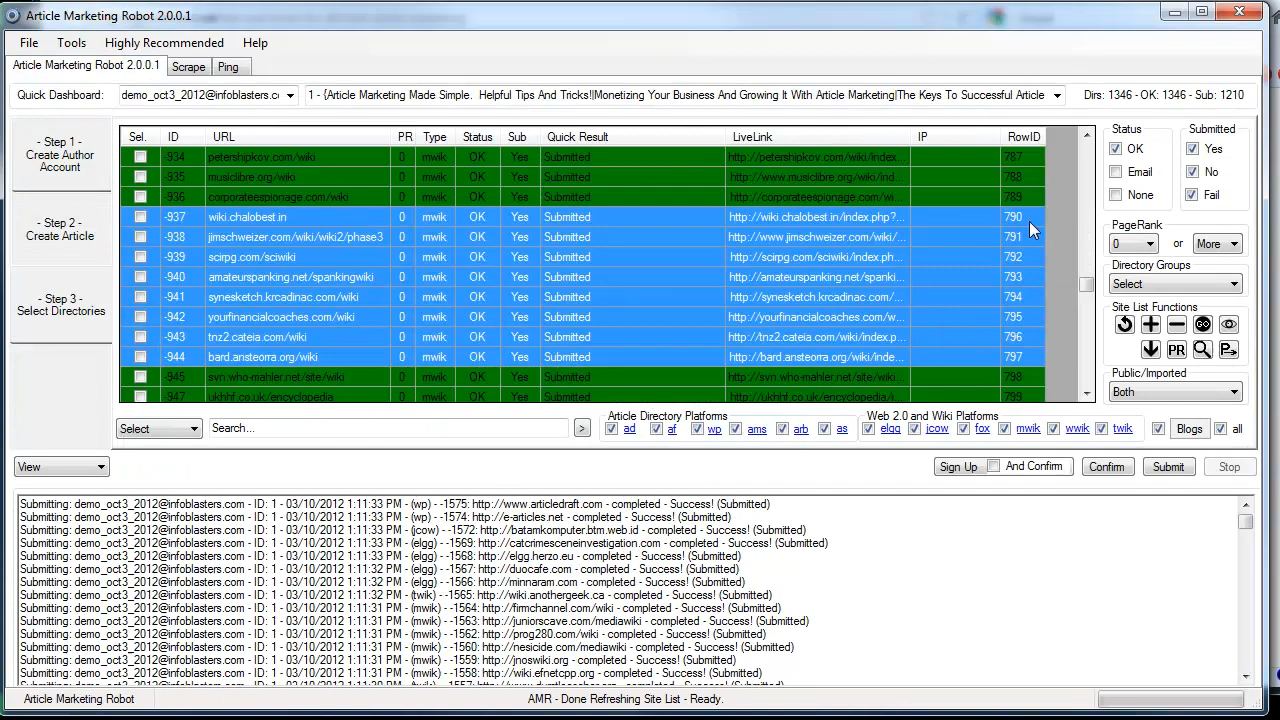 Article Marketing Robot 2.0.0.1
File Tools Highly Recommended Help
Article Marketing Robot 2.0.0.1 Scrape Ping
Quick Dashboard: demo_oct3_2012@infoblasters.c 1 - {Article Marketing Made Simple. Helpful Tips And Tricks!|Monetizing Your Business And Growing It With Article Marketing|The Keys To Successful Article Dirs: 1346 - OK: 1346 - Sub: 1210
- Step 1 -
Create Author
Account
- Step 2 -
Create Article
- Step 3 -
Select Directories
Sel. ID URL PR Type Status Sub Quick Result LiveLink IP RowID
-934 petershipkov.com/wiki 0 mwik OK Yes Submitted http://petershipkov.com/wiki/index... 787
-935 musiclibre.org/wiki 0 mwik OK Yes Submitted http://www.musiclibre.org/wiki/ind... 788
-936 corporateespionage.com/wiki 0 mwik OK Yes Submitted http://corporateespionage.com/wiki... 789
-937 wiki.chalobest.in 0 mwik OK Yes Submitted http://wiki.chalobest.in/index.php?... 790
-938 jimschweizer.com/wiki/wiki2/phase3 0 mwik OK Yes Submitted http://www.jimschweizer.com/wiki/... 791
-939 scirpg.com/sciwiki 0 mwik OK Yes Submitted http://scirpg.com/sciwiki/index.ph... 792
-940 amateurspanking.net/spankingwiki 0 mwik OK Yes Submitted http://amateurspanking.net/spanki... 793
-941 synesketch.krcadinac.com/wiki 0 mwik OK Yes Submitted http://synesketch.krcadinac.com/... 794
-942 yourfinancialcoaches.com/wiki 0 mwik OK Yes Submitted http://yourfinancialcoaches.com/w... 795
-943 tnz2.cateia.com/wiki 0 mwik OK Yes Submitted http://tnz2.cateia.com/wiki/index.p... 796
-944 bard.ansteorra.org/wiki 0 mwik OK Yes Submitted http://bard.ansteorra.org/wiki/inde... 797
-945 svn.who-mahler.net/site/wiki 0 mwik OK Yes Submitted http://svn.who-mahler.net/site/wiki... 798
-947 ukhhf.co.uk/encyclopedia 0 mwik OK Yes Submitted http://ukhhf.co.uk/encyclopedia/... 799
Status Submitted
OK Yes
Email No
None Fail
PageRank
0 or More
Directory Groups
Select
Site List Functions
GO
PR
Public/Imported
Both
Select Search... >
Article Directory Platforms
ad af wp ams arb as
Web 2.0 and Wiki Platforms
elgg jcow fox mwik wwik twik
Blogs all
View Sign Up And Confirm Confirm Submit Stop
Submitting: demo_oct3_2012@infoblasters.com - ID: 1 - 03/10/2012 1:11:33 PM - (wp) - -1575: http://www.articledraft.com - completed - Success! (Submitted)
Submitting: demo_oct3_2012@infoblasters.com - ID: 1 - 03/10/2012 1:11:33 PM - (wp) - -1574: http://e-articles.net - completed - Success! (Submitted)
Submitting: demo_oct3_2012@infoblasters.com - ID: 1 - 03/10/2012 1:11:33 PM - (jcow) - -1572: http://batamkomputer.btm.web.id - completed - Success! (Submitted)
Submitting: demo_oct3_2012@infoblasters.com - ID: 1 - 03/10/2012 1:11:33 PM - (elgg) - -1569: http://catcrimesceneinvestigation.com - completed - Success! (Submitted)
Submitting: demo_oct3_2012@infoblasters.com - ID: 1 - 03/10/2012 1:11:33 PM - (elgg) - -1568: http://elgg.herzo.eu - completed - Success! (Submitted)
Submitting: demo_oct3_2012@infoblasters.com - ID: 1 - 03/10/2012 1:11:32 PM - (elgg) - -1567: http://duocafe.com - completed - Success! (Submitted)
Submitting: demo_oct3_2012@infoblasters.com - ID: 1 - 03/10/2012 1:11:32 PM - (elgg) - -1566: http://minnaram.com - completed - Success! (Submitted)
Submitting: demo_oct3_2012@infoblasters.com - ID: 1 - 03/10/2012 1:11:32 PM - (twik) - -1565: http://wiki.anothergeek.ca - completed - Success! (Submitted)
Submitting: demo_oct3_2012@infoblasters.com - ID: 1 - 03/10/2012 1:11:31 PM - (mwik) - -1564: http://firmchannel.com/wiki - completed - Success! (Submitted)
Submitting: demo_oct3_2012@infoblasters.com - ID: 1 - 03/10/2012 1:11:31 PM - (mwik) - -1563: http://juniorscave.com/mediawiki - completed - Success! (Submitted)
Submitting: demo_oct3_2012@infoblasters.com - ID: 1 - 03/10/2012 1:11:31 PM - (mwik) - -1562: http://prog280.com/wiki - completed - Success! (Submitted)
Submitting: demo_oct3_2012@infoblasters.com - ID: 1 - 03/10/2012 1:11:31 PM - (mwik) - -1560: http://nesicide.com/wiki - completed - Success! (Submitted)
Submitting: demo_oct3_2012@infoblasters.com - ID: 1 - 03/10/2012 1:11:31 PM - (mwik) - -1559: http://jnoswiki.org - completed - Success! (Submitted)
Submitting: demo_oct3_2012@infoblasters.com - ID: 1 - 03/10/2012 1:11:31 PM - (mwik) - -1558: http://wiki.efnetcpp.org - completed - Success! (Submitted)
Article Marketing Robot AMR - Done Refreshing Site List - Ready.